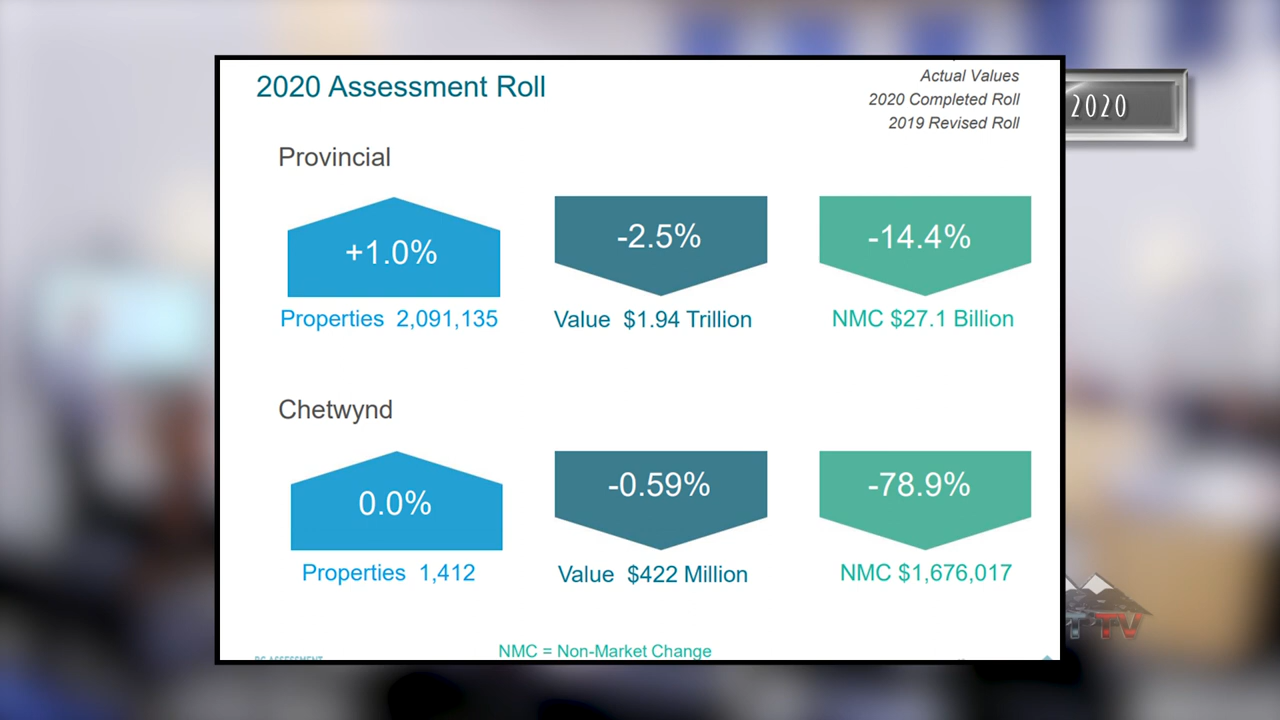 2020 Assessment Roll
Actual Values
2020 Completed Roll
2019 Revised Roll
2020
Provincial
+1.0%
-2.5%
-14.4%
Properties 2,091,135
Value $1.94 Trillion
NMC $27.1 Billion
Chetwynd
0.0%
-0.59%
-78.9%
Properties 1,412
Value $422 Million
NMC $1,676,017
TV
NMC = Non-Market Change